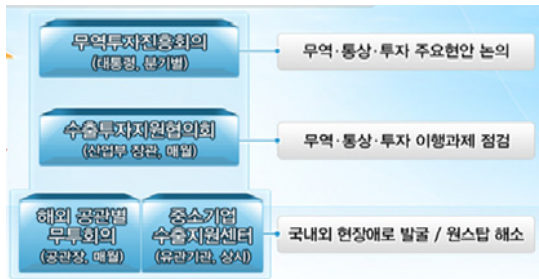 무역투자진흥회의
(대통령, 분기별)
무역·통상·투자 주요현안 논의
수출투자지원협의회
(산업부 장관, 매월)
무역·통상·투자 이행과제 점검
해외 공관별
무투회의
(공관장, 매월)
중소기업
수출지원센터
(유관기관, 상시)
국내외 현장애로 발굴 / 원스탑 해소